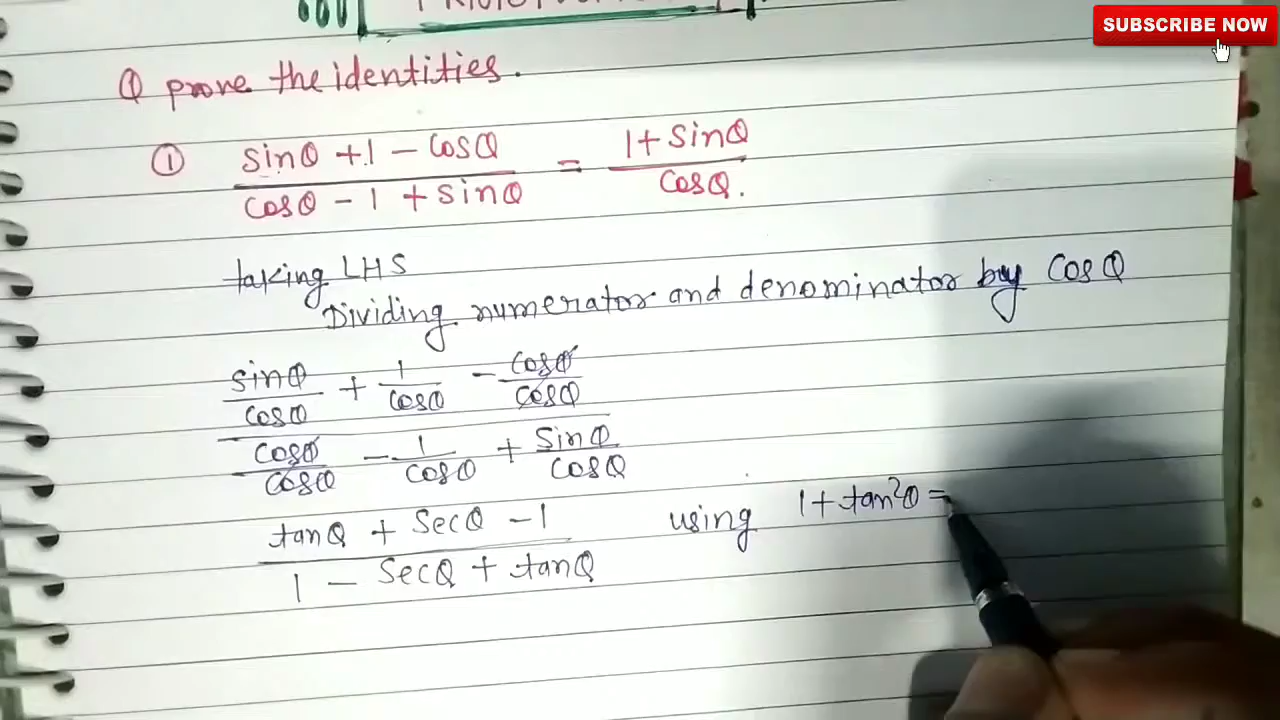 SUBSCRIBE NOW
Q prove the identities.
① sinθ + 1 - cosθ / cosθ - 1 + sinθ = 1 + sinθ / cosθ.
taking LHS
Dividing numerator and denominator by cosθ
sinθ/cosθ + 1/cosθ - cosθ/cosθ
cosθ/cosθ - 1/cosθ + sinθ/cosθ
tanθ + secθ - 1 using 1 + tan²θ =
1 - secθ + tanθ